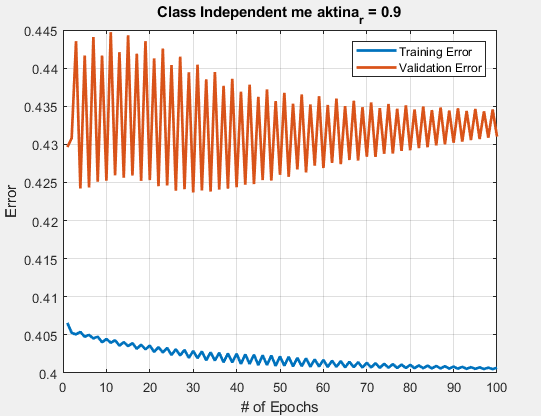 Class Independent me aktina_r = 0.9
Training Error
Validation Error
0.445
0.44
0.435
0.43
0.425
0.42
0.415
0.41
0.405
0.4
Error
0 10 20 30 40 50 60 70 80 90 100
# of Epochs